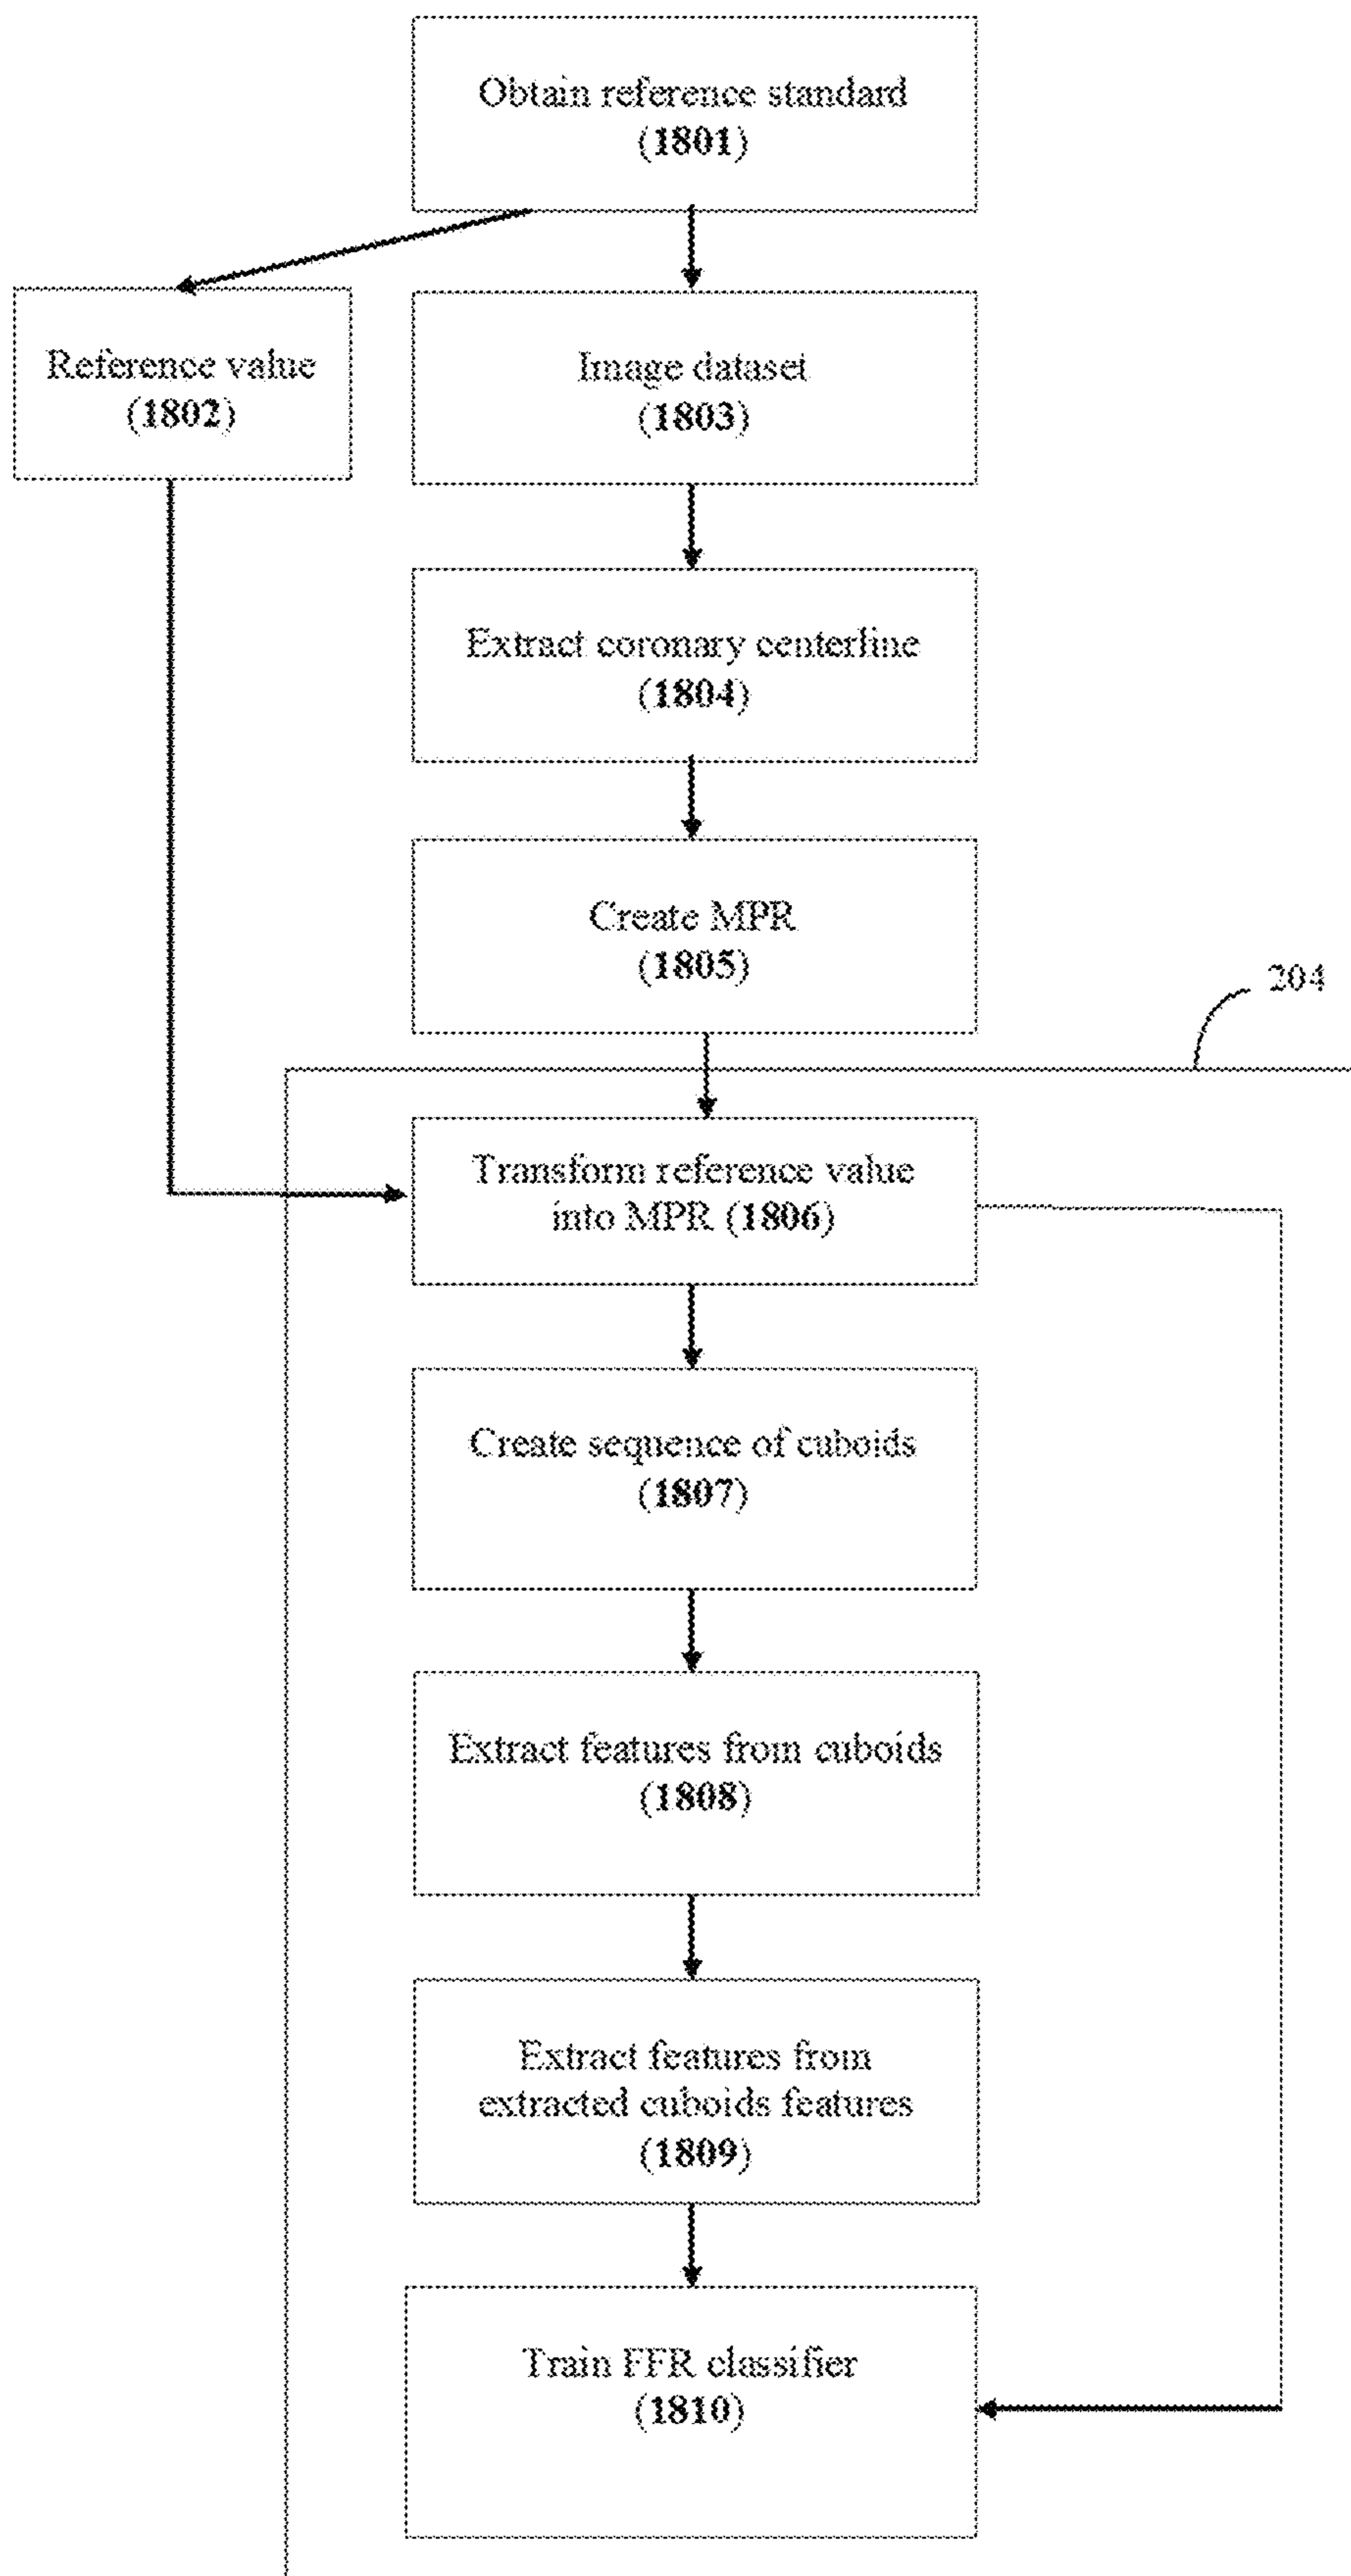 Obtain reference standard
(1801)
Reference value
(1802)
Image dataset
(1803)
Extract coronary centerline
(1804)
Create MPR
(1805)
204
Transform reference value
into MPR (1806)
Create sequence of cuboids
(1807)
Extract features from cuboids
(1808)
Extract features from
extracted cuboids features
(1809)
Train FFR classifier
(1810)